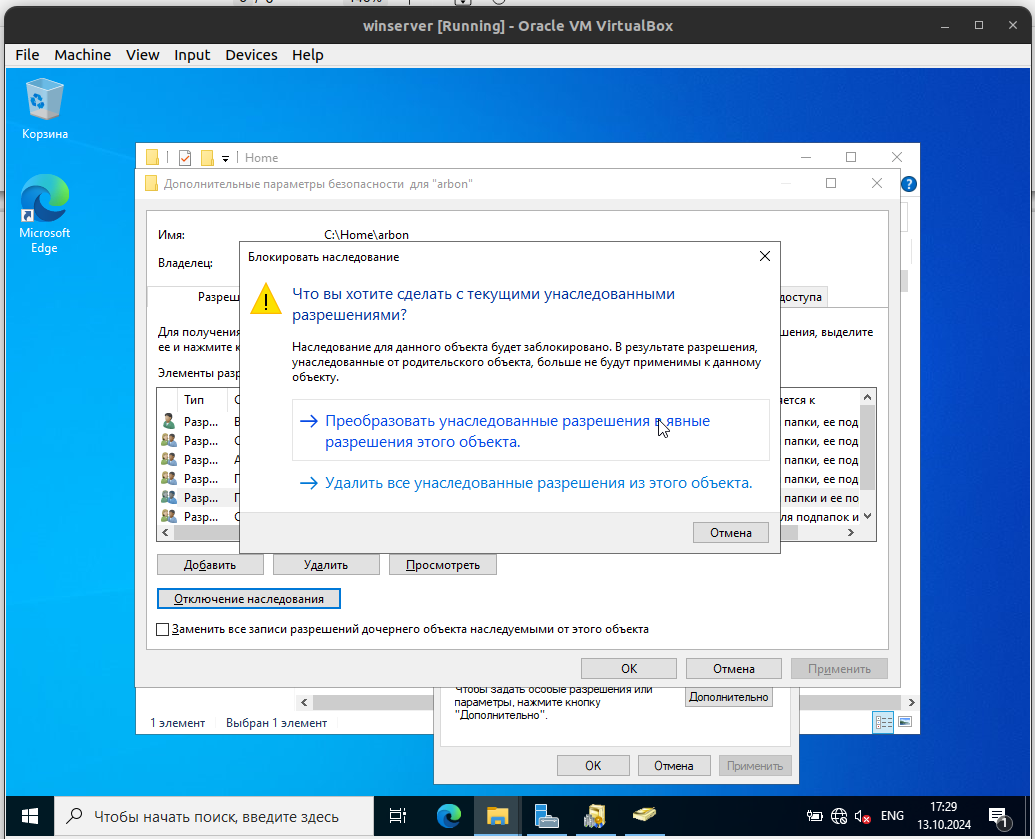 winserver [Running] - Oracle VM VirtualBox
File Machine View Input Devices Help
Корзина
Microsoft
Edge
Home
Дополнительные параметры безопасности для "arbon"
Имя: C:\Home\arbon
Владелец:
Блокировать наследование
Что вы хотите сделать с текущими унаследованными
разрешениями?
Наследование для данного объекта будет заблокировано. В результате разрешения,
унаследованные от родительского объекта, больше не будут применимы к данному
объекту.
Преобразовать унаследованные разрешения в явные
разрешения этого объекта.
Удалить все унаследованные разрешения из этого объекта.
Отмена
Разреш
доступа
Для получения
шения, выделите
ее и нажмите к
Элементы разр
Тип
яется к
Разр...
папки, ее под
Разр...
папки, ее под
Разр...
папки, ее под
Разр...
папки, ее под
Разр... П
папки и ее по
Разр...
ля подпапок и
Добавить Удалить Просмотреть
Отключение наследования
Заменить все записи разрешений дочернего объекта наследуемыми от этого объекта
OK Отмена Применить
Чтобы задать особые разрешения или
параметры, нажмите кнопку
"Дополнительно".
Дополнительно
1 элемент Выбран 1 элемент
OK Отмена Применить
Чтобы начать поиск, введите здесь
ENG
17:29
13.10.2024
1